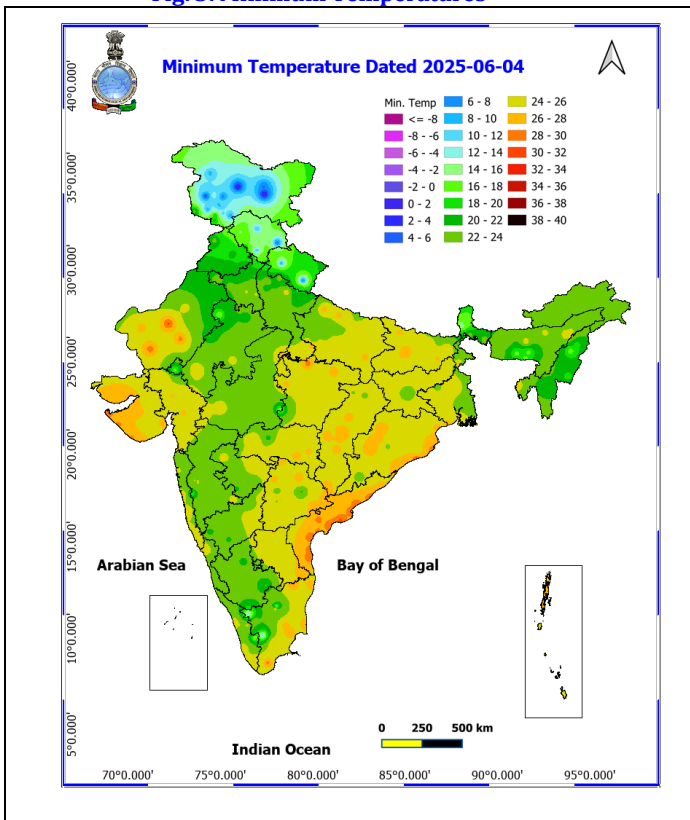 Minimum Temperature Dated 2025-06-04
Min. Temp
<= -8
-8 - -6
-6 - -4
-4 - -2
-2 - 0
0 - 2
2 - 4
4 - 6
6 - 8
8 - 10
10 - 12
12 - 14
14 - 16
16 - 18
18 - 20
20 - 22
22 - 24
24 - 26
26 - 28
28 - 30
30 - 32
32 - 34
34 - 36
36 - 38
38 - 40
40°0.000'
35°0.000'
30°0.000'
25°0.000'
20°0.000'
15°0.000'
10°0.000'
5°0.000'
Arabian Sea
Bay of Bengal
Indian Ocean
0 250 500 km
70°0.000' 75°0.000' 80°0.000' 85°0.000' 90°0.000' 95°0.000'